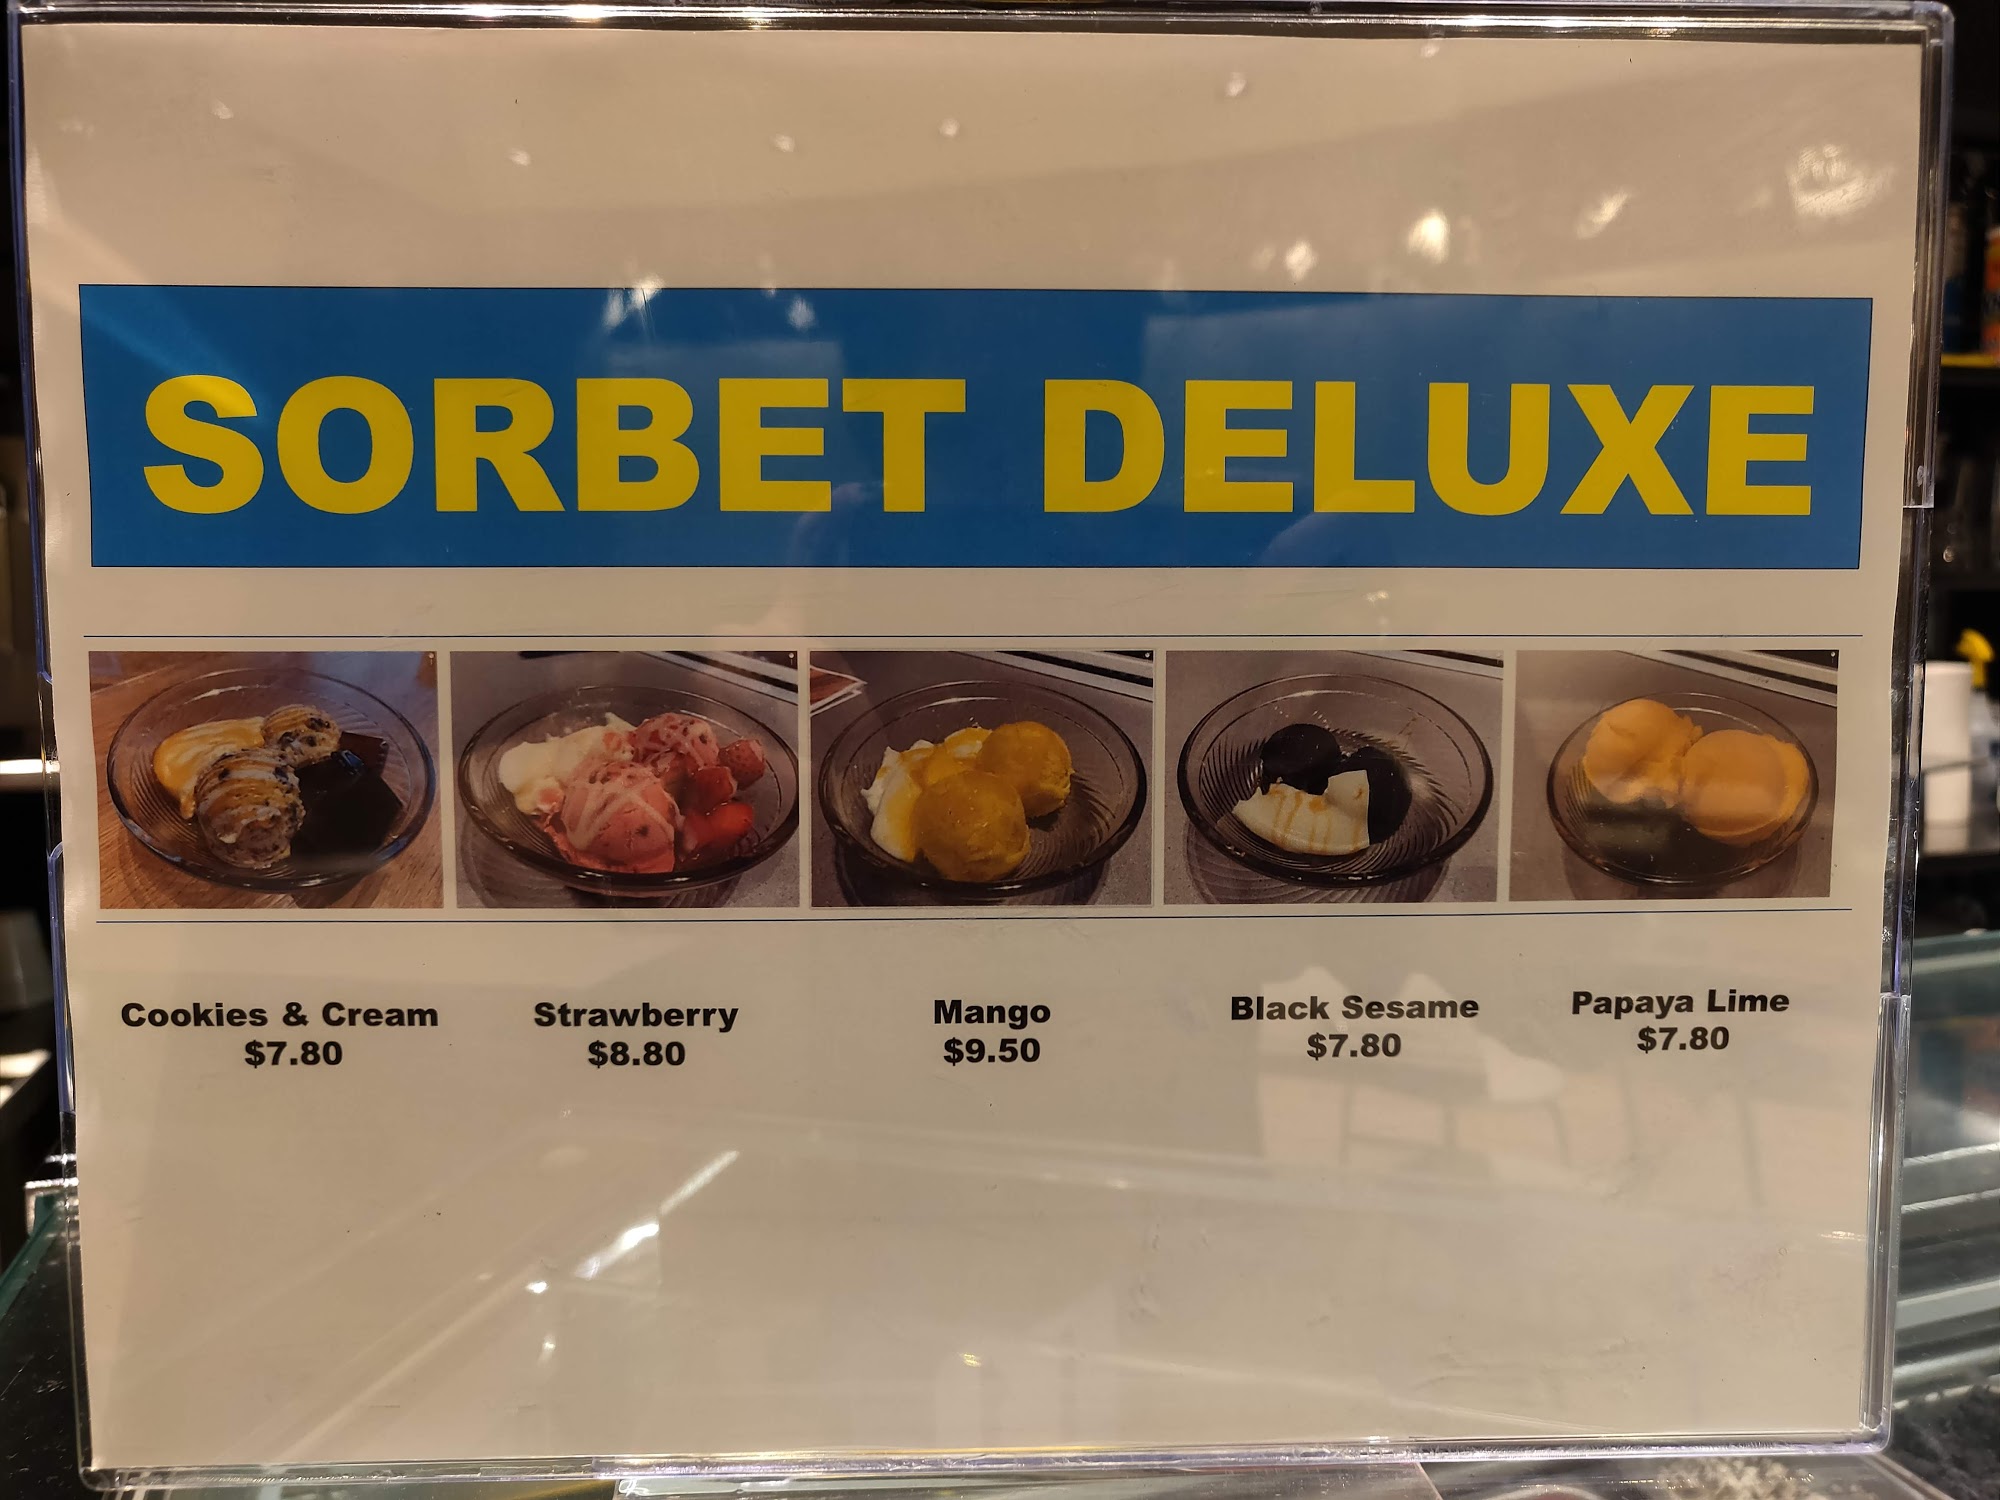 SORBET DELUXE
Cookies & Cream
$7.80
Strawberry
$8.80
Mango
$9.50
Black Sesame
$7.80
Papaya Lime
$7.80